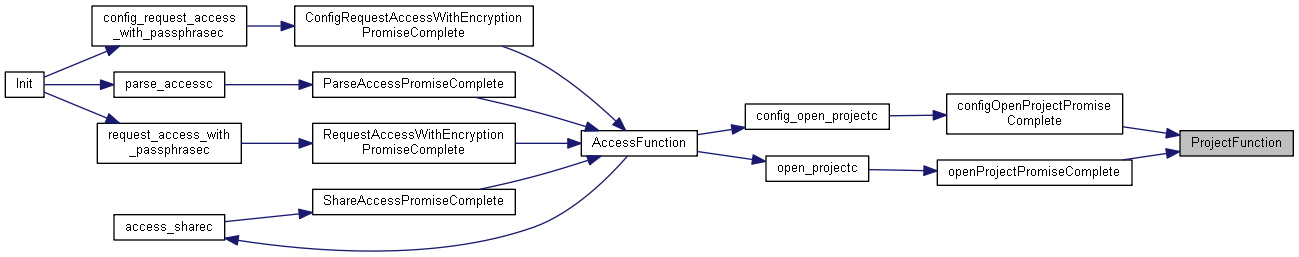 Init
config_request_access
_with_passphrasec
parse_accessc
request_access_with
_passphrasec
access_sharec
ConfigRequestAccessWithEncryption
PromiseComplete
ParseAccessPromiseComplete
RequestAccessWithEncryption
PromiseComplete
ShareAccessPromiseComplete
AccessFunction
config_open_projectc
open_projectc
configOpenProjectPromise
Complete
openProjectPromiseComplete
ProjectFunction